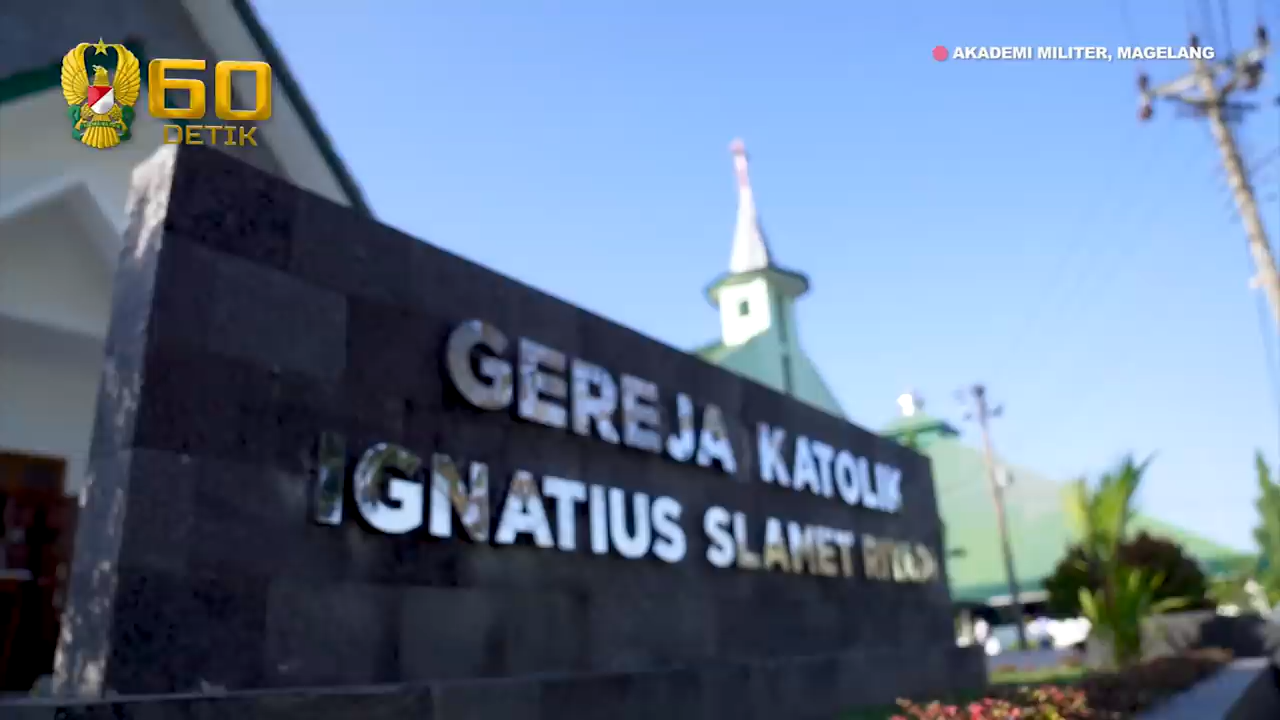 60
DETIK
AKADEMI MILITER, MAGELANG
GEREJA KATOLIK
IGNATIUS SLAMET